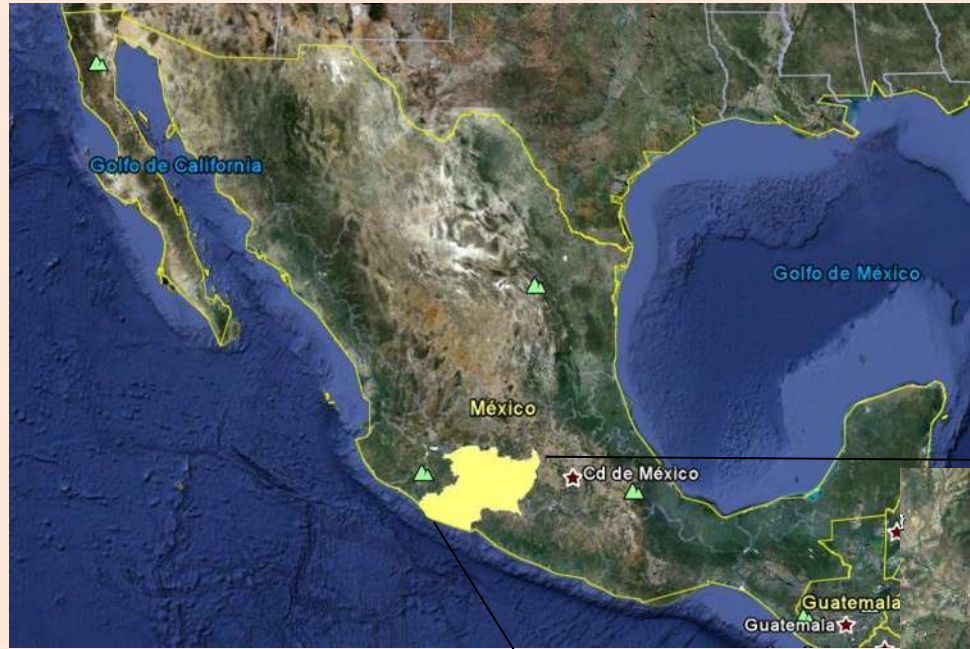 Golfo de California
Golfo de México
México
Cd de México
Guatemala
Guatemala